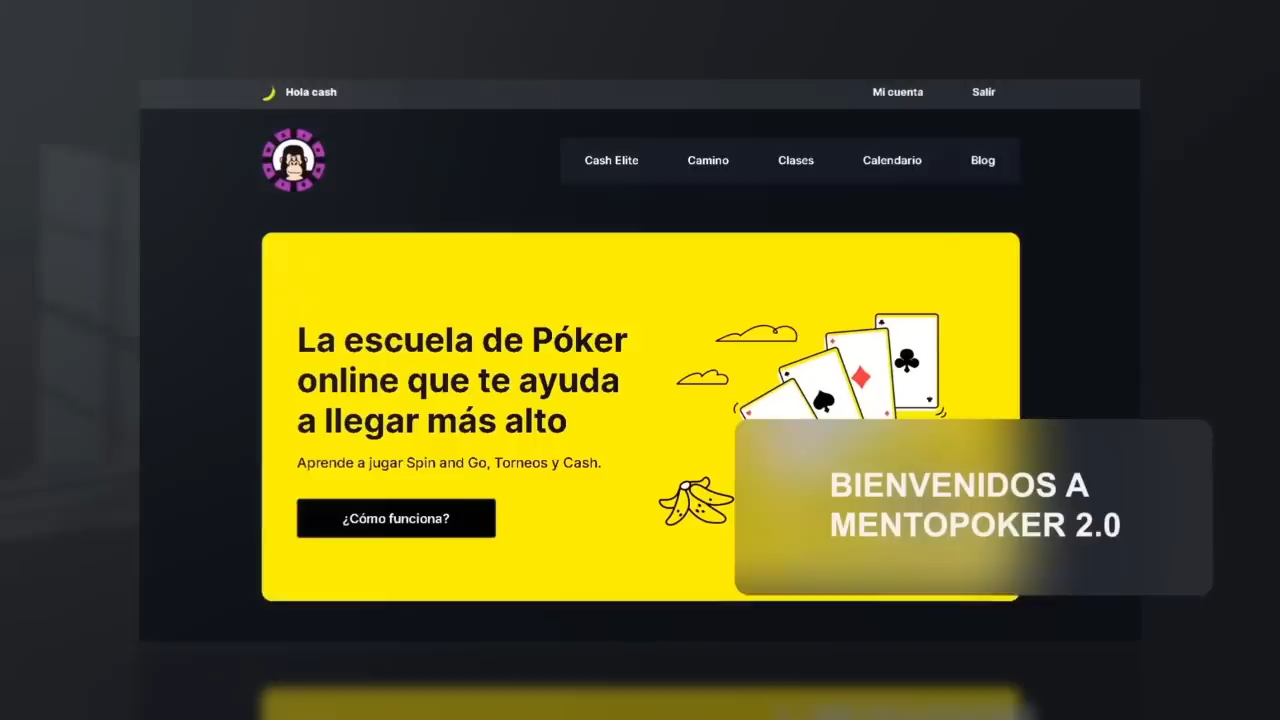 Hola cash
Mi cuenta
Salir
Cash Elite
Camino
Clases
Calendario
Blog
La escuela de Póker
online que te ayuda
a llegar más alto
Aprende a jugar Spin and Go, Torneos y Cash.
¿Cómo funciona?
BIENVENIDOS A
MENTOPOKER 2.0